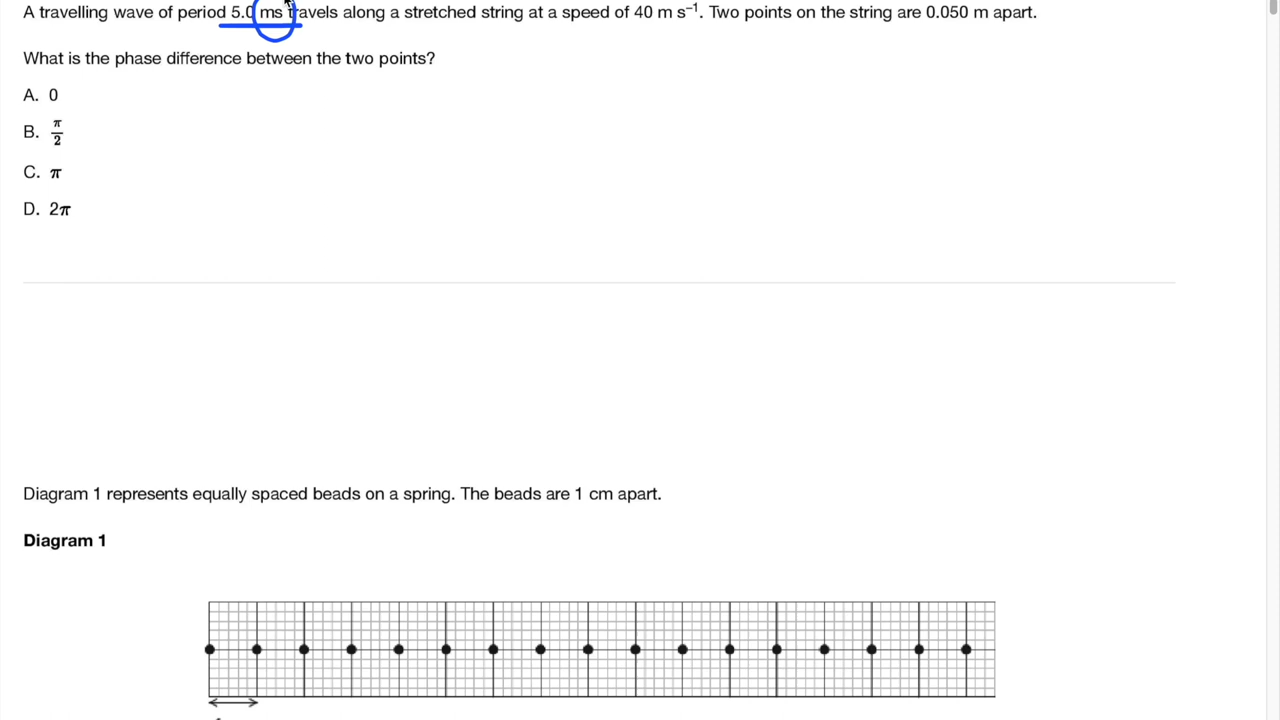 A travelling wave of period 5.0 ms travels along a stretched string at a speed of 40 m s⁻¹. Two points on the string are 0.050 m apart.
What is the phase difference between the two points?
A. 0
B. π/2
C. π
D. 2π
Diagram 1 represents equally spaced beads on a spring. The beads are 1 cm apart.
Diagram 1